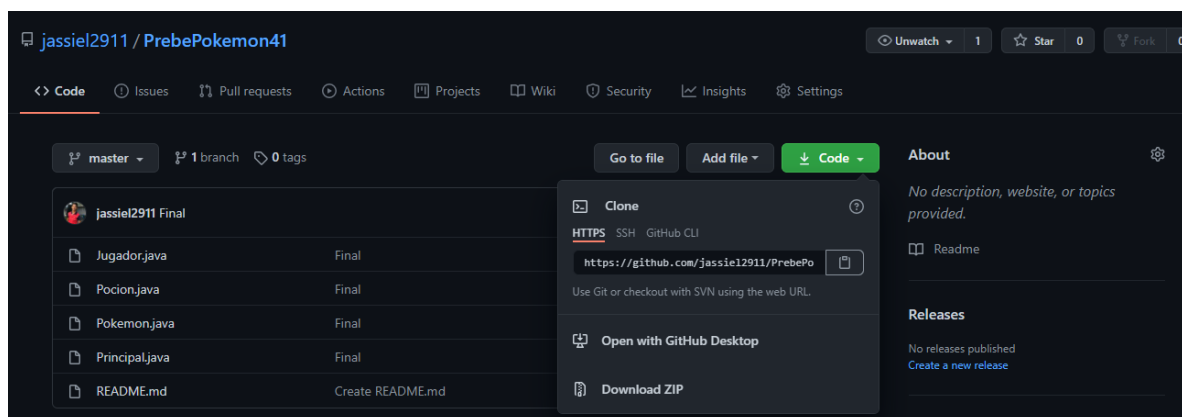 jassiel2911 / PrebePokemon41
Unwatch 1 Star 0 Fork 0
<> Code Issues Pull requests Actions Projects Wiki Security Insights Settings
master 1 branch 0 tags Go to file Add file Code
jassiel2911 Final
Jugador.java Final
Pocion.java Final
Pokemon.java Final
Principal.java Final
README.md Create README.md
Clone
HTTPS SSH GitHub CLI
https://github.com/jassiel2911/PrebePo
Use Git or checkout with SVN using the web URL.
Open with GitHub Desktop
Download ZIP
About
No description, website, or topics
provided.
Readme
Releases
No releases published
Create a new release